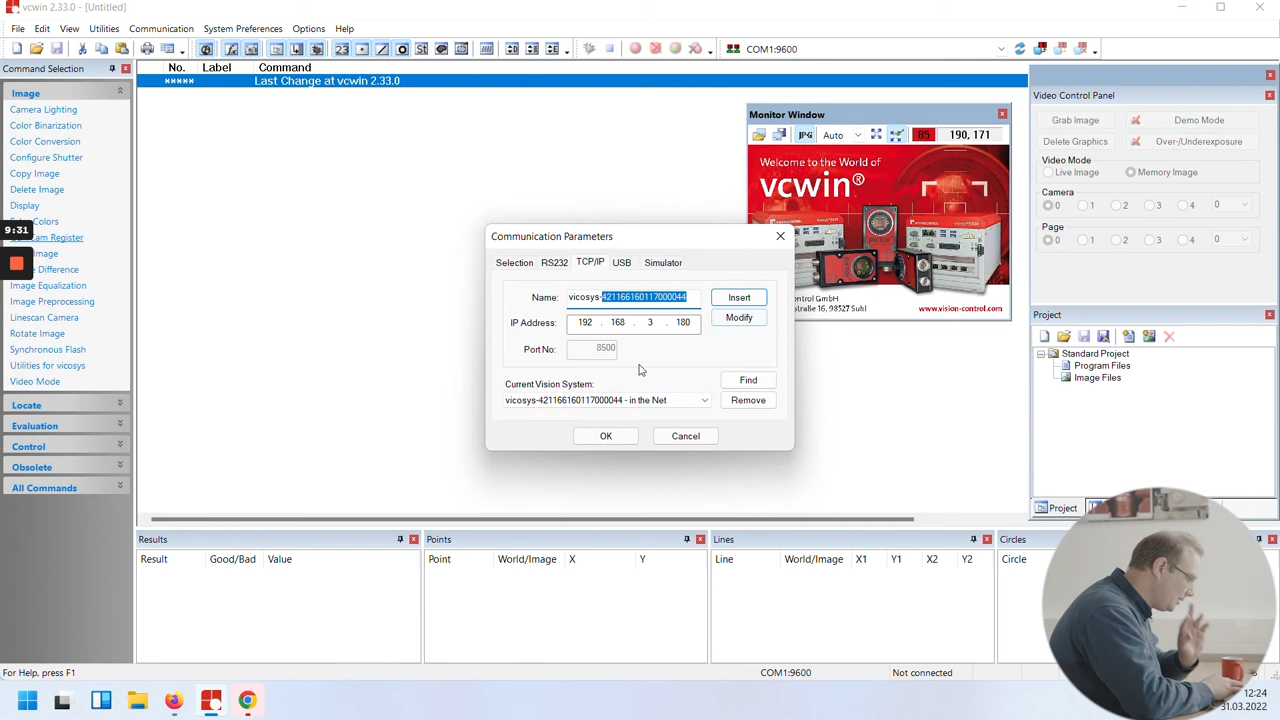 vcwin 2.33.0 - [Untitled]
File Edit View Utilities Communication System Preferences Options Help
COM1:9600
Command Selection
No. Label Command
***** Last Change at vcwin 2.33.0
Image
Camera Lighting
Color Binarization
Color Conversion
Configure Shutter
Copy Image
Delete Image
Display
Colors
Register
9:31
Image
Difference
Image Equalization
Image Preprocessing
Linescan Camera
Rotate Image
Synchronous Flash
Utilities for vicosys
Video Mode
Locate
Evaluation
Control
Obsolete
All Commands
Monitor Window
JPG Auto 85 190, 171
Welcome to the World of
vcwin®
ontrol GmbH
straße 16, 98527 Suhl
www.vision-control.com
Communication Parameters
Selection RS232 TCP/IP USB Simulator
Name: vicosys-421166160117000044 Insert
IP Address: 192 . 168 . 3 . 180 Modify
Port No: 8500
Current Vision System: Find
vicosys-421166160117000044 - in the Net Remove
OK Cancel
Video Control Panel
Grab Image Demo Mode
Delete Graphics Over-/Underexposure
Video Mode
Live Image Memory Image
Camera
0 1 2 3 4 0
Page
0 1 2 3 4 0
Project
Standard Project
Program Files
Image Files
Project
Results
Result Good/Bad Value
Points
Point World/Image X Y
Lines
Line World/Image X1 Y1 X2 Y2
Circles
Circle
For Help, press F1
COM1:9600
Not connected
12:24
31.03.2022